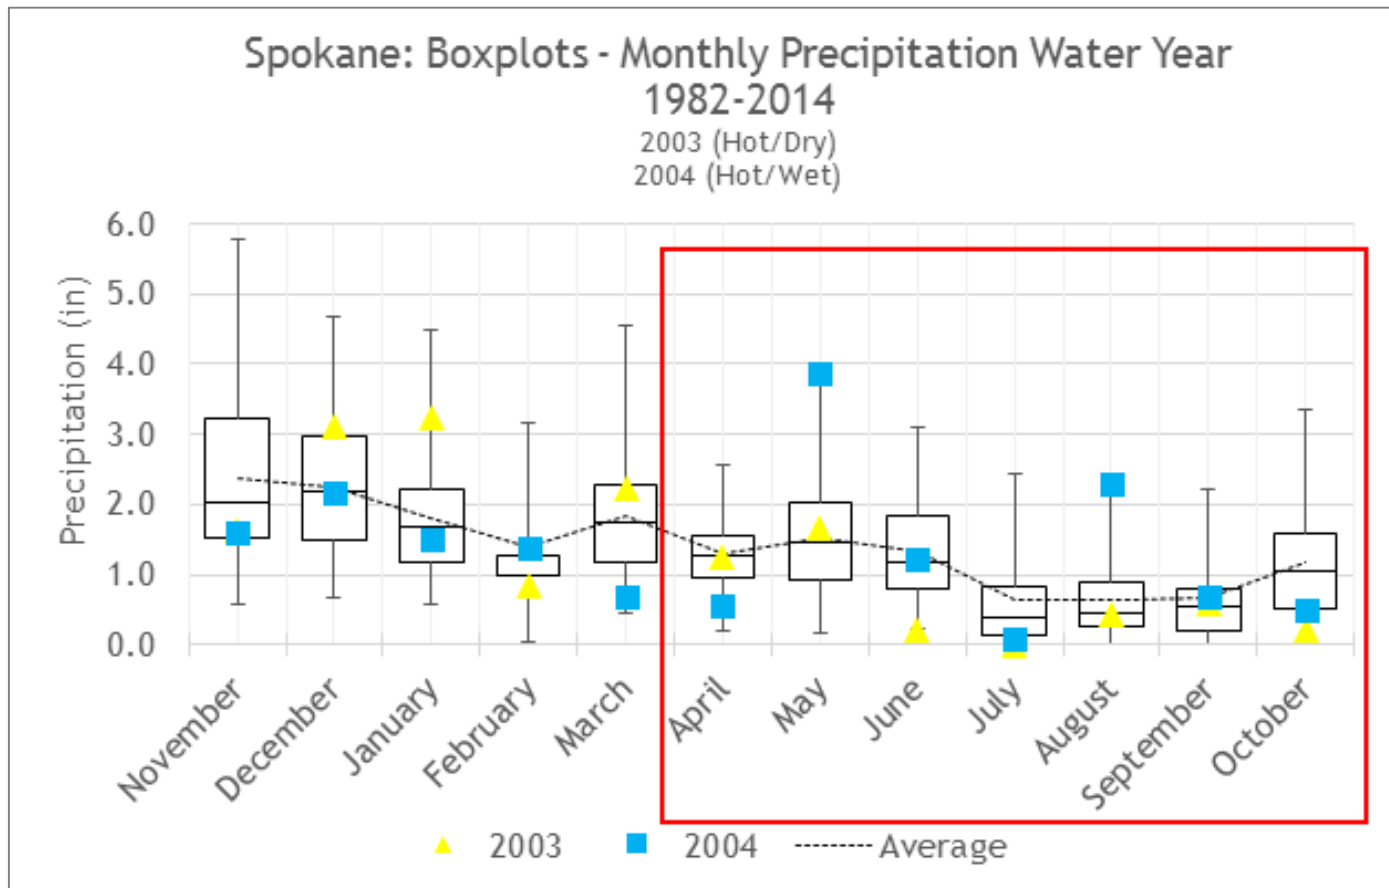 Spokane: Boxplots - Monthly Precipitation Water Year
1982-2014
2003 (Hot/Dry)
2004 (Hot/Wet)
Precipitation (in)
6.0
5.0
4.0
3.0
2.0
1.0
0.0
November
December
January
February
March
April
May
June
July
August
September
October
2003
2004
Average